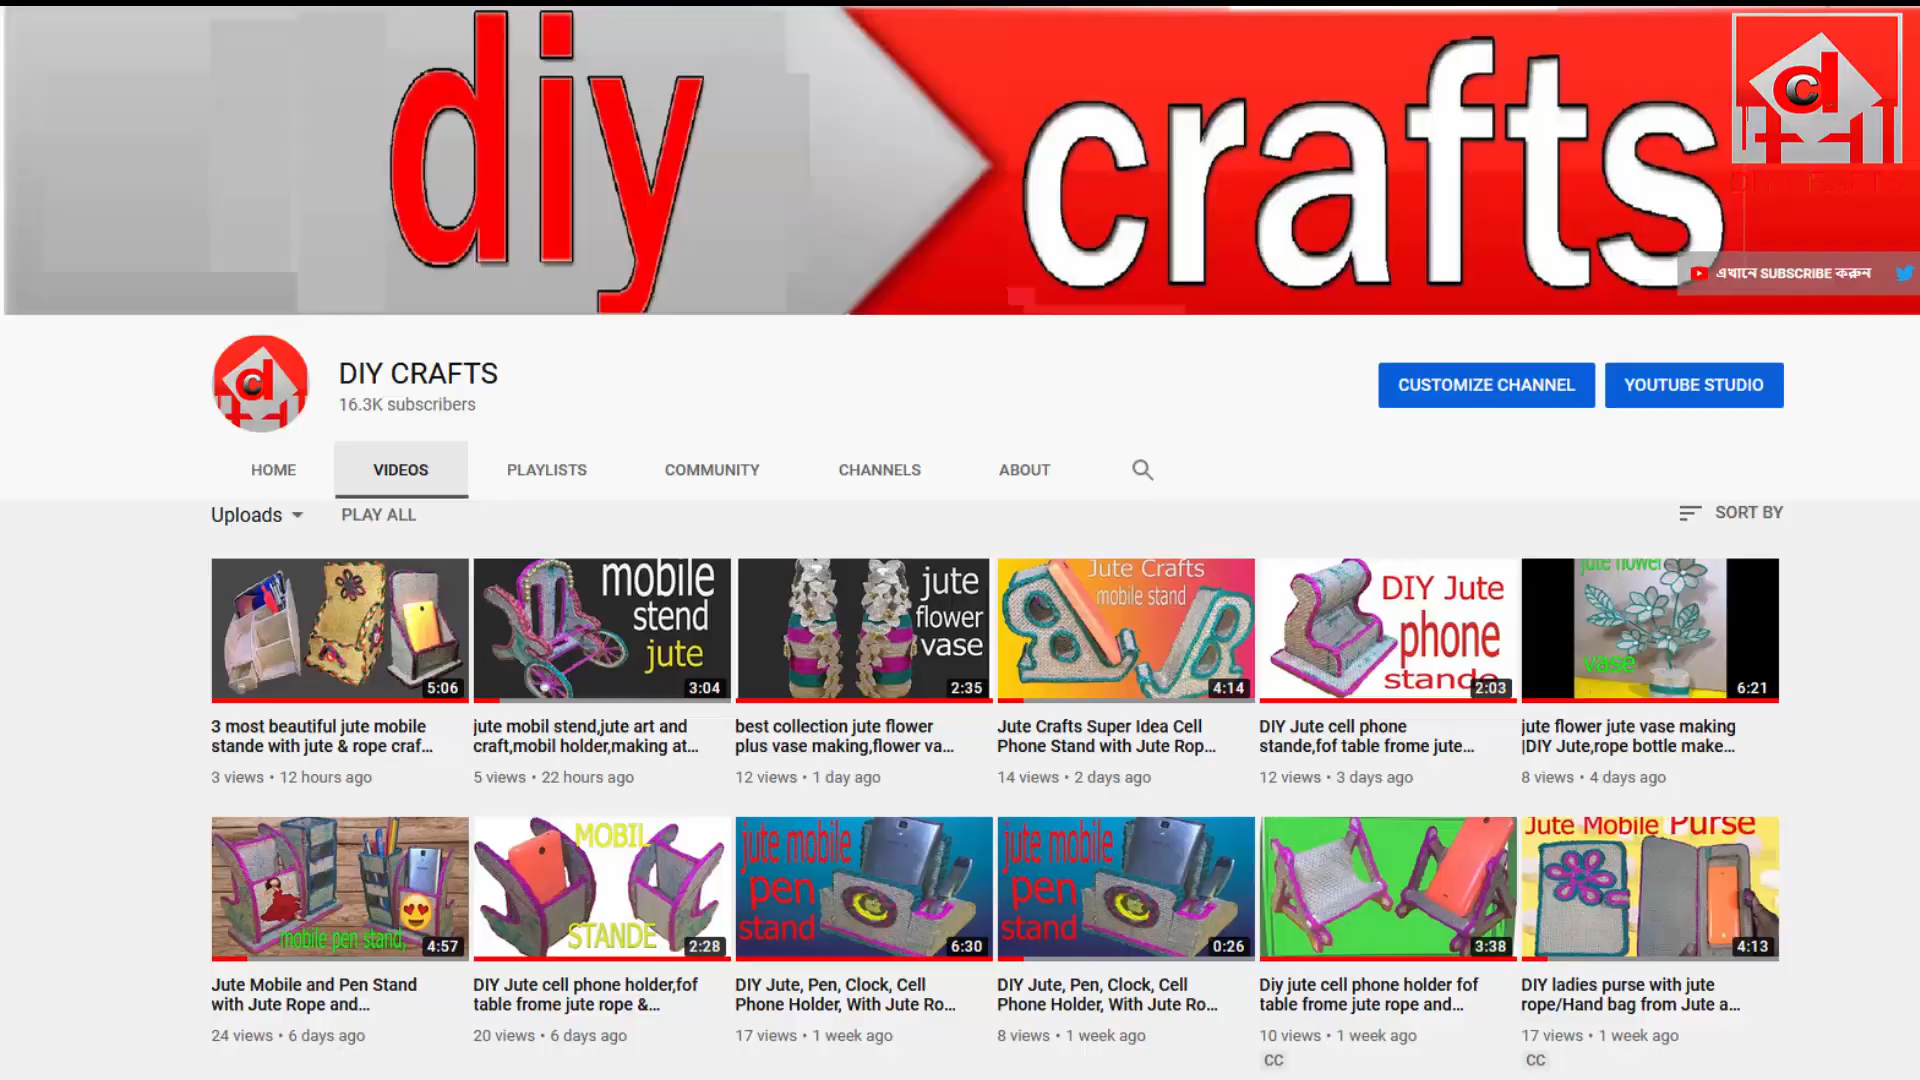 diy crafts
DIY CRAFT
এখানে SUBSCRIBE করুন
DIY CRAFTS
16.3K subscribers
CUSTOMIZE CHANNEL
YOUTUBE STUDIO
HOME
VIDEOS
PLAYLISTS
COMMUNITY
CHANNELS
ABOUT
Uploads
PLAY ALL
SORT BY
5:06
mobile
stend
jute
3:04
jute
flower
vase
2:35
Jute Crafts
mobile stand
4:14
DIY Jute
phone
stande
2:03
jute flower
vase
6:21
3 most beautiful jute mobile
stande with jute & rope craf...
3 views • 12 hours ago
jute mobil stend,jute art and
craft,mobil holder,making at...
5 views • 22 hours ago
best collection jute flower
plus vase making,flower va...
12 views • 1 day ago
Jute Crafts Super Idea Cell
Phone Stand with Jute Rop...
14 views • 2 days ago
DIY Jute cell phone
stande,fof table frome jute...
12 views • 3 days ago
jute flower jute vase making
|DIY Jute,rope bottle make...
8 views • 4 days ago
mobile pen stand,
4:57
MOBIL
STANDE
2:28
jute mobile
pen
stand
6:30
jute mobile
pen
stand
0:26
3:38
Jute Mobile Purse
4:13
Jute Mobile and Pen Stand
with Jute Rope and...
24 views • 6 days ago
DIY Jute cell phone holder,fof
table frome jute rope &...
20 views • 6 days ago
DIY Jute, Pen, Clock, Cell
Phone Holder, With Jute Ro...
17 views • 1 week ago
DIY Jute, Pen, Clock, Cell
Phone Holder, With Jute Ro...
8 views • 1 week ago
Diy jute cell phone holder fof
table frome jute rope and...
10 views • 1 week ago
CC
DIY ladies purse with jute
rope/Hand bag from Jute a...
17 views • 1 week ago
CC